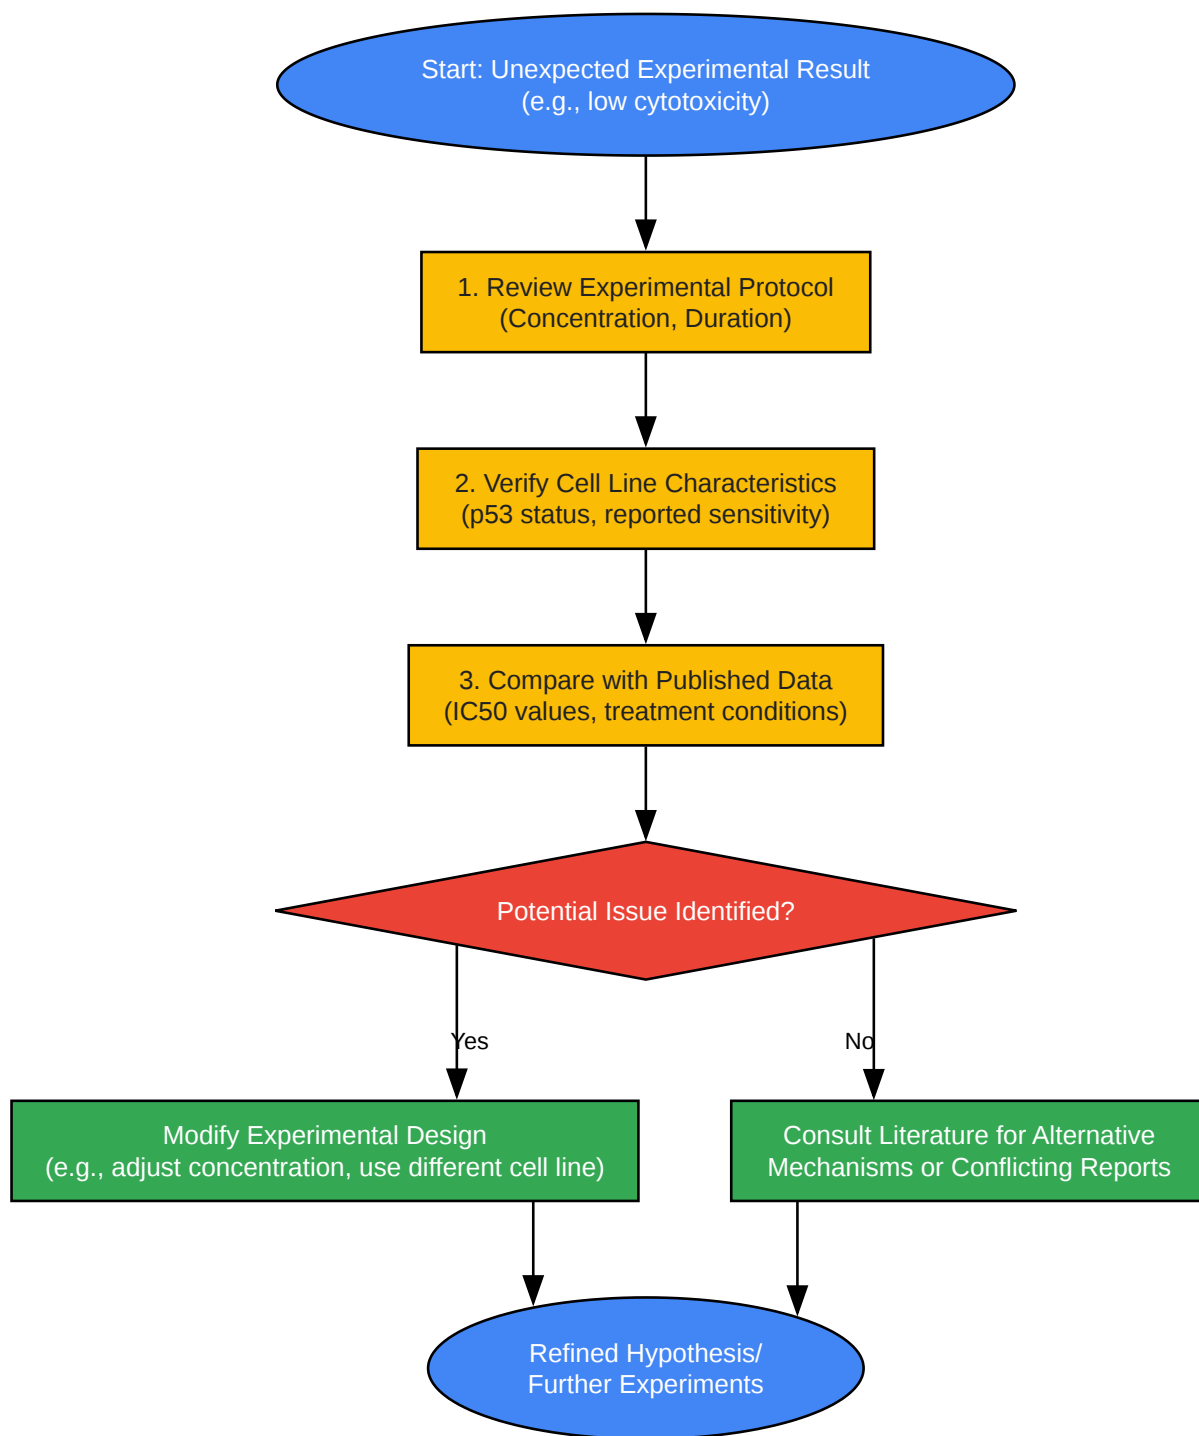 Start: Unexpected Experimental Result
(e.g., low cytotoxicity)
1. Review Experimental Protocol
(Concentration, Duration)
2. Verify Cell Line Characteristics
(p53 status, reported sensitivity)
3. Compare with Published Data
(IC50 values, treatment conditions)
Potential Issue Identified?
Yes
No
Modify Experimental Design
(e.g., adjust concentration, use different cell line)
Consult Literature for Alternative
Mechanisms or Conflicting Reports
Refined Hypothesis/
Further Experiments